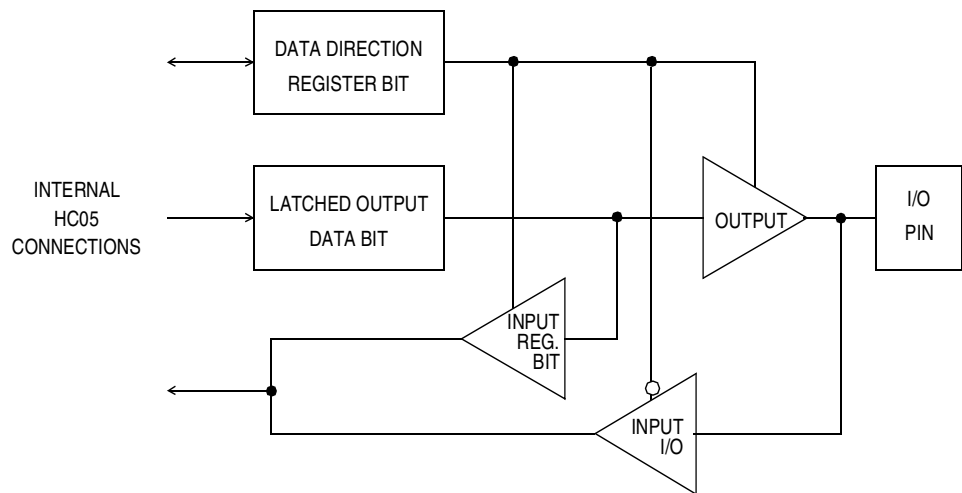 DATA DIRECTION
REGISTER BIT
INTERNAL
HC05
CONNECTIONS
LATCHED OUTPUT
DATA BIT
OUTPUT
I/O
PIN
INPUT
REG.
BIT
INPUT
I/O